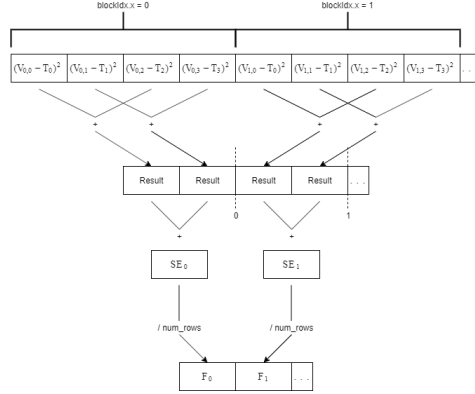 blockIdx.x = 0 blockIdx.x = 1
(V₀,₀ − T₀)² (V₀,₁ − T₁)² (V₀,₂ − T₂)² (V₀,₃ − T₃)² (V₁,₀ − T₀)² (V₁,₁ − T₁)² (V₁,₂ − T₂)² (V₁,₃ − T₃)² . . .
+ + + +
Result Result Result Result . . .
0 1
+ +
SE₀ SE₁
/ num_rows / num_rows
F₀ F₁ . . .